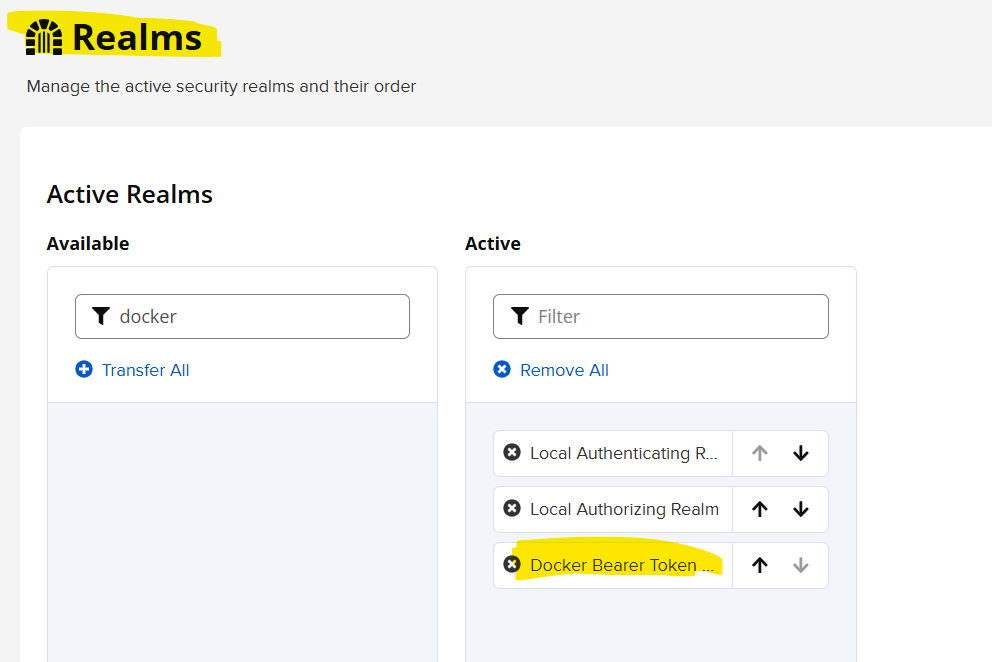 Realms
Manage the active security realms and their order
Active Realms
Available
Active
docker
Filter
Transfer All
Remove All
Local Authenticating R...
Local Authorizing Realm
Docker Bearer Token ...